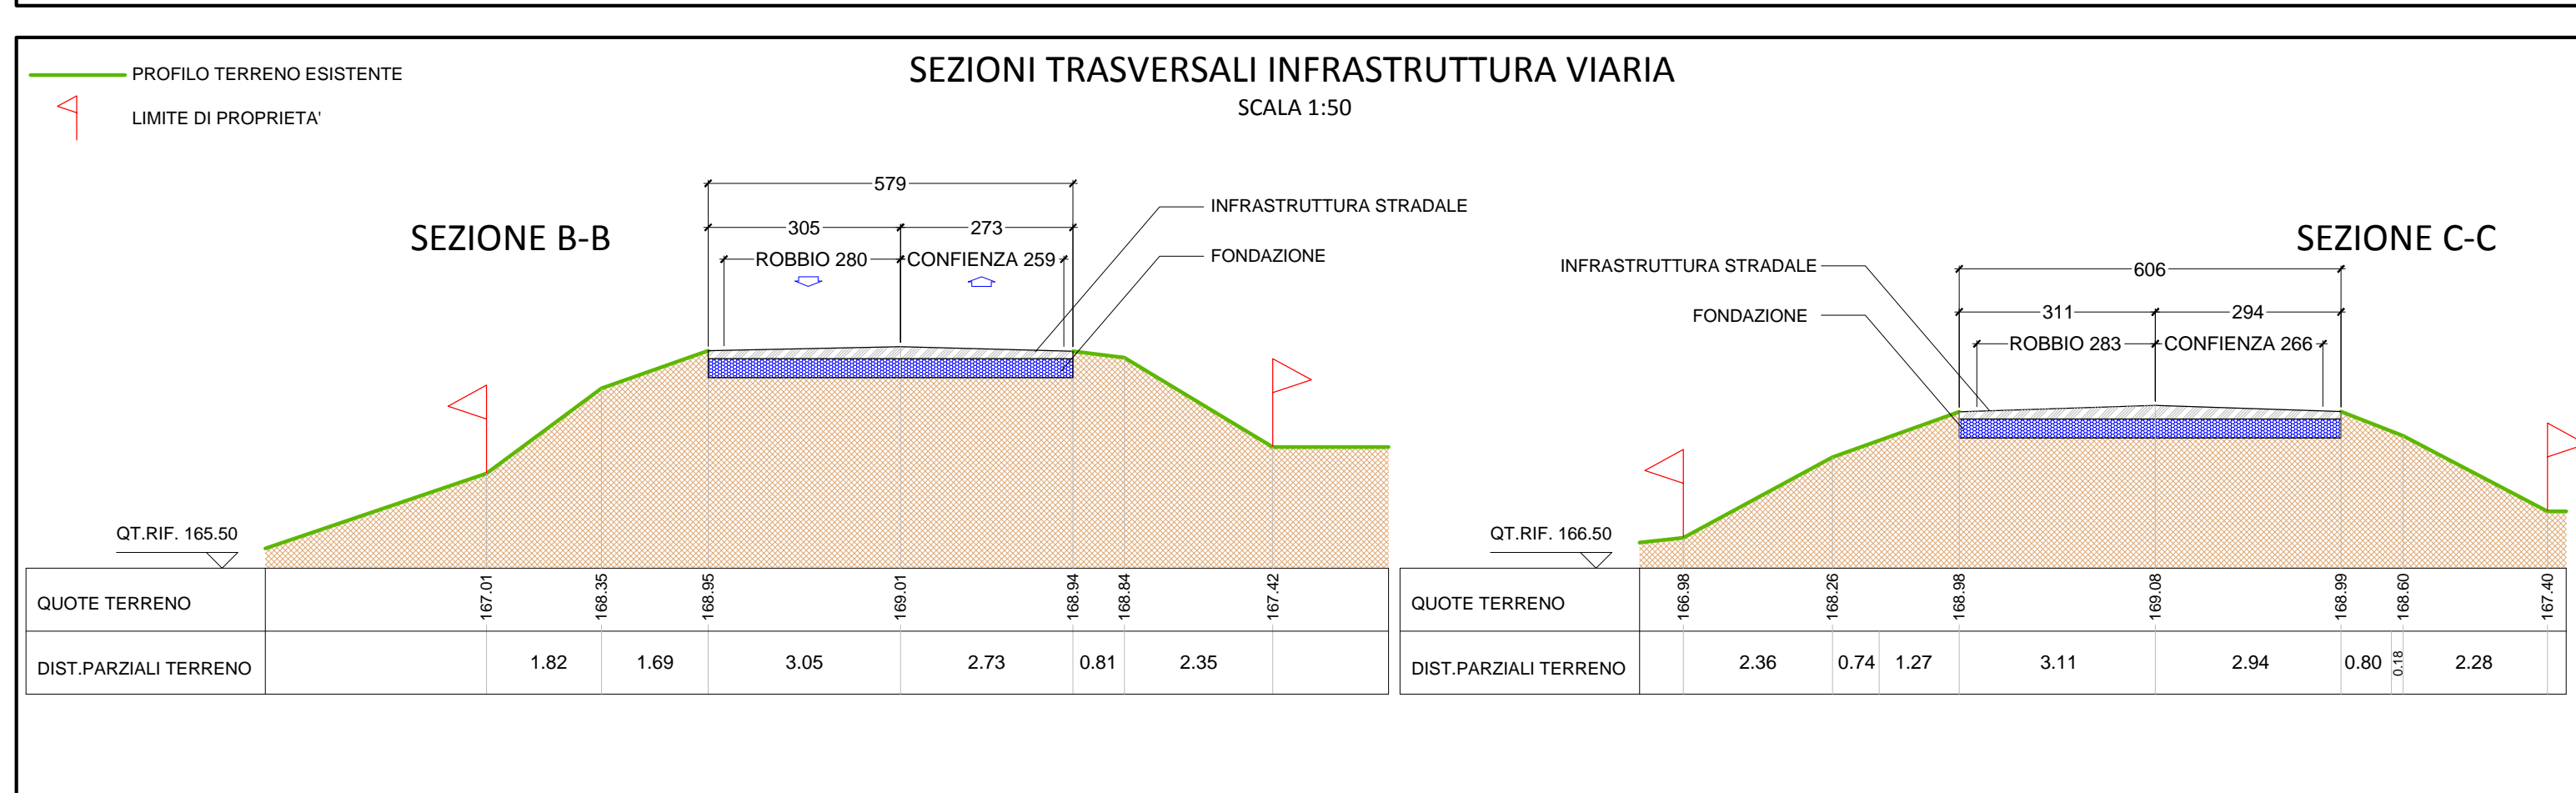 SEZIONI TRASVERSALI INFRASTRUTTURA VIARIA
SCALA 1:50
PROFILO TERRENO ESISTENTE
LIMITE DI PROPRIETA'
SEZIONE B-B
579
305 273
ROBBIO 280 CONFIENZA 259
INFRASTRUTTURA STRADALE
FONDAZIONE
QT.RIF. 165.50
QUOTE TERRENO 167.01 168.35 168.95 169.01 168.94 168.84 167.42
DIST.PARZIALI TERRENO 1.82 1.69 3.05 2.73 0.81 2.35
SEZIONE C-C
606
311 294
ROBBIO 283 CONFIENZA 266
INFRASTRUTTURA STRADALE
FONDAZIONE
QT.RIF. 166.50
QUOTE TERRENO 166.98 168.26 168.98 169.08 168.99 168.60 167.40
DIST.PARZIALI TERRENO 2.36 0.74 1.27 3.11 2.94 0.80 0.18 2.28